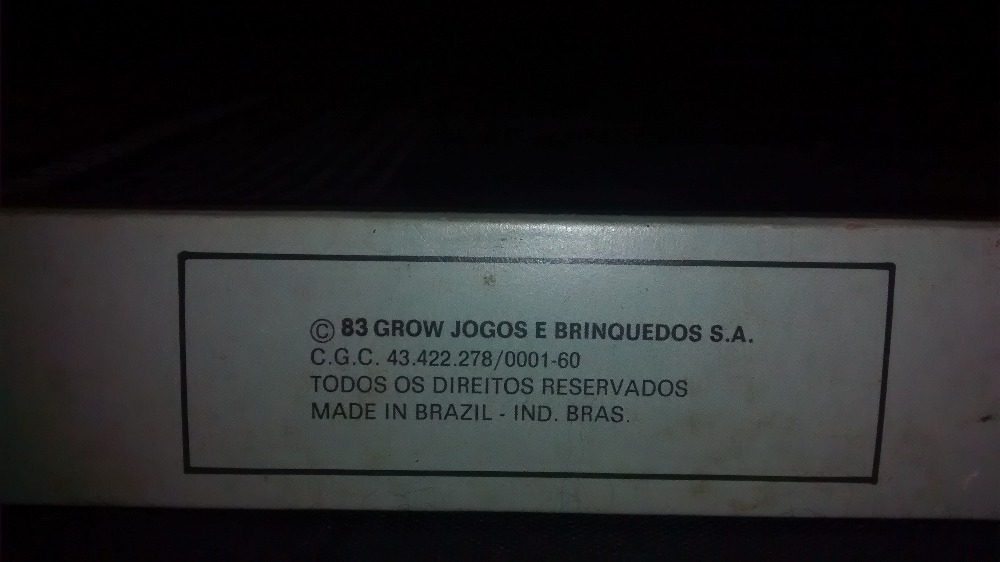 © 83 GROW JOGOS E BRINQUEDOS S.A.
C.G.C. 43.422.278/0001-60
TODOS OS DIREITOS RESERVADOS
MADE IN BRAZIL - IND. BRAS.